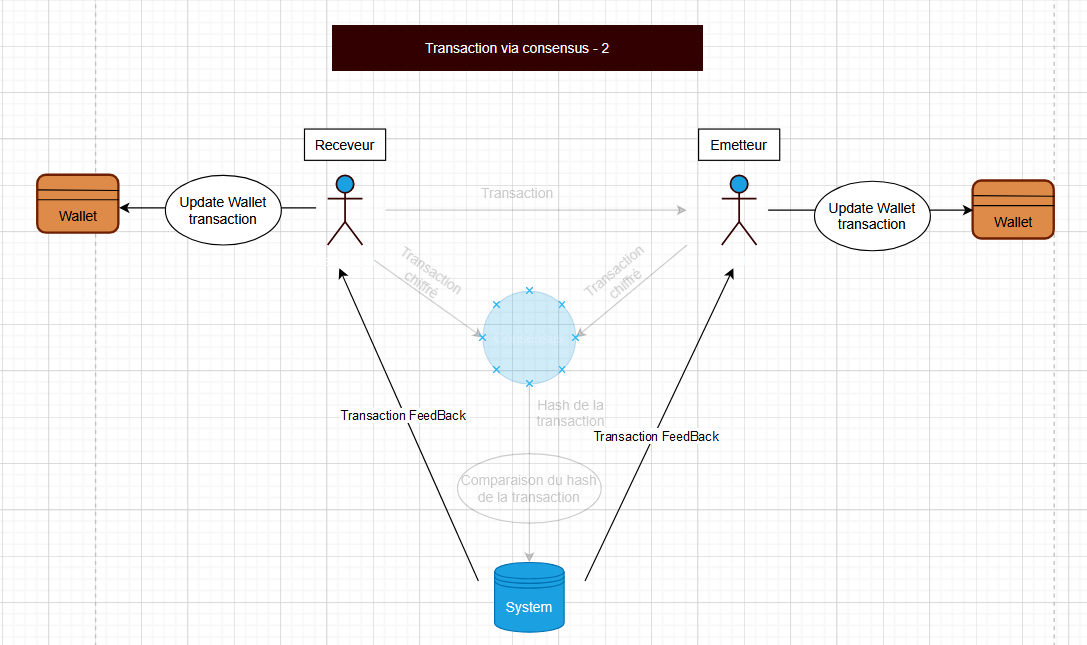 Transaction via consensus - 2
Receveur
Emetteur
Wallet
Update Wallet
transaction
Transaction
Update Wallet
transaction
Wallet
Transaction
chiffré
Transaction
chiffré
Hash de la
transaction
Transaction FeedBack
Transaction FeedBack
Comparaison du hash
de la transaction
System